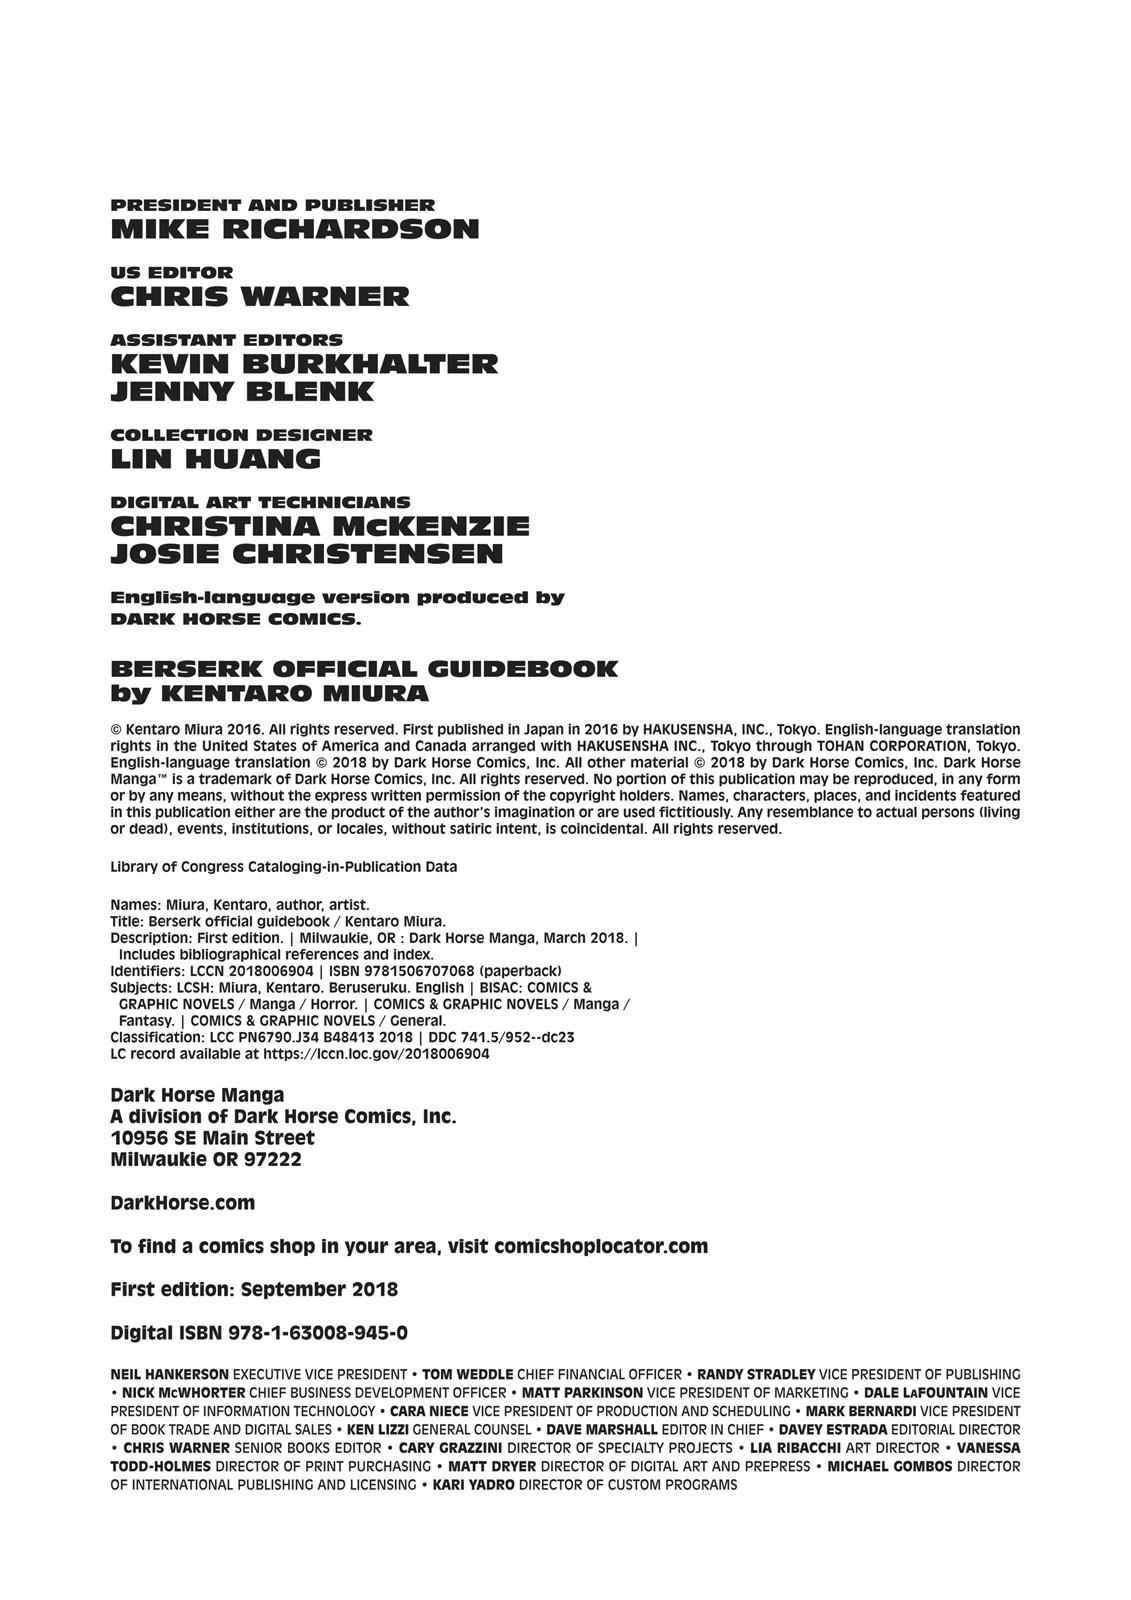 PRESIDENT AND PUBLISHER
MIKE RICHARDSON
US EDITOR
CHRIS WARNER
ASSISTANT EDITORS
KEVIN BURKHALTER
JENNY BLENK
COLLECTION DESIGNER
LIN HUANG
DIGITAL ART TECHNICIANS
CHRISTINA McKENZIE
JOSIE CHRISTENSEN
English-language version produced by
DARK HORSE COMICS.
BERSERK OFFICIAL GUIDEBOOK
by KENTARO MIURA
© Kentaro Miura 2016. All rights reserved. First published in Japan in 2016 by HAKUSENSHA, INC., Tokyo. English-language translation
rights in the United States of America and Canada arranged with HAKUSENSHA INC., Tokyo through TOHAN CORPORATION, Tokyo.
English-language translation © 2018 by Dark Horse Comics, Inc. All other material © 2018 by Dark Horse Comics, Inc. Dark Horse
Manga™ is a trademark of Dark Horse Comics, Inc. All rights reserved. No portion of this publication may be reproduced, in any form
or by any means, without the express written permission of the copyright holders. Names, characters, places, and incidents featured
in this publication either are the product of the author's imagination or are used fictitiously. Any resemblance to actual persons (living
or dead), events, institutions, or locales, without satiric intent, is coincidental. All rights reserved.
Library of Congress Cataloging-in-Publication Data
Names: Miura, Kentaro, author, artist.
Title: Berserk official guidebook / Kentaro Miura.
Description: First edition. | Milwaukie, OR : Dark Horse Manga, March 2018. |
Includes bibliographical references and index.
Identifiers: LCCN 2018006904 | ISBN 9781506707068 (paperback)
Subjects: LCSH: Miura, Kentaro. Beruseruku. English | BISAC: COMICS &
GRAPHIC NOVELS / Manga / Horror. | COMICS & GRAPHIC NOVELS / Manga /
Fantasy. | COMICS & GRAPHIC NOVELS / General.
Classification: LCC PN6790.J34 B48413 2018 | DDC 741.5/952--dc23
LC record available at https://lccn.loc.gov/2018006904
Dark Horse Manga
A division of Dark Horse Comics, Inc.
10956 SE Main Street
Milwaukie OR 97222
DarkHorse.com
To find a comics shop in your area, visit comicshoplocator.com
First edition: September 2018
Digital ISBN 978-1-63008-945-0
NEIL HANKERSON EXECUTIVE VICE PRESIDENT • TOM WEDDLE CHIEF FINANCIAL OFFICER • RANDY STRADLEY VICE PRESIDENT OF PUBLISHING
• NICK McWHORTER CHIEF BUSINESS DEVELOPMENT OFFICER • MATT PARKINSON VICE PRESIDENT OF MARKETING • DALE LaFOUNTAIN VICE
PRESIDENT OF INFORMATION TECHNOLOGY • CARA NIECE VICE PRESIDENT OF PRODUCTION AND SCHEDULING • MARK BERNARDI VICE PRESIDENT
OF BOOK TRADE AND DIGITAL SALES • KEN LIZZI GENERAL COUNSEL • DAVE MARSHALL EDITOR IN CHIEF • DAVEY ESTRADA EDITORIAL DIRECTOR
• CHRIS WARNER SENIOR BOOKS EDITOR • CARY GRAZZINI DIRECTOR OF SPECIALTY PROJECTS • LIA RIBACCHI ART DIRECTOR • VANESSA
TODD-HOLMES DIRECTOR OF PRINT PURCHASING • MATT DRYER DIRECTOR OF DIGITAL ART AND PREPRESS • MICHAEL GOMBOS DIRECTOR
OF INTERNATIONAL PUBLISHING AND LICENSING • KARI YADRO DIRECTOR OF CUSTOM PROGRAMS